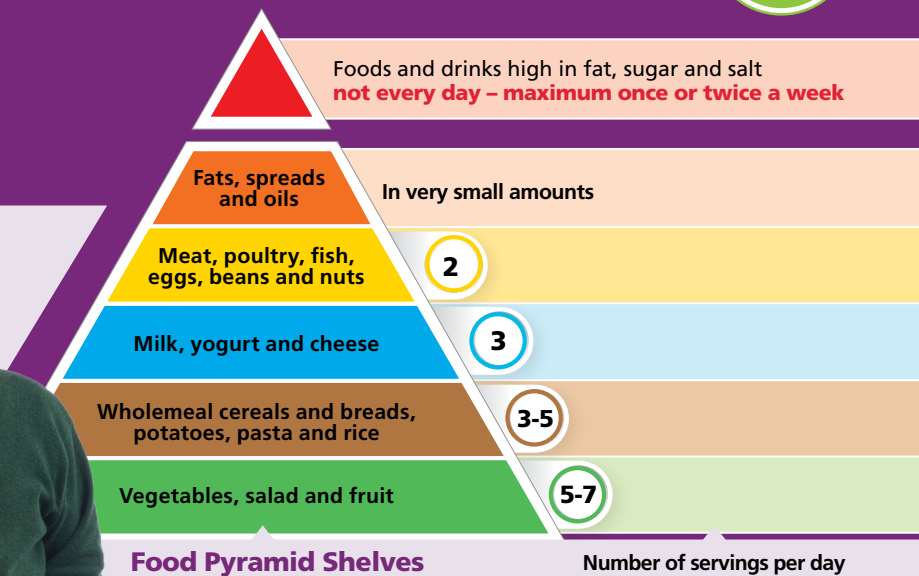 Foods and drinks high in fat, sugar and salt
not every day – maximum once or twice a week
Fats, spreads
and oils
In very small amounts
Meat, poultry, fish,
eggs, beans and nuts
2
Milk, yogurt and cheese
3
Wholemeal cereals and breads,
potatoes, pasta and rice
3-5
Vegetables, salad and fruit
5-7
Food Pyramid Shelves
Number of servings per day